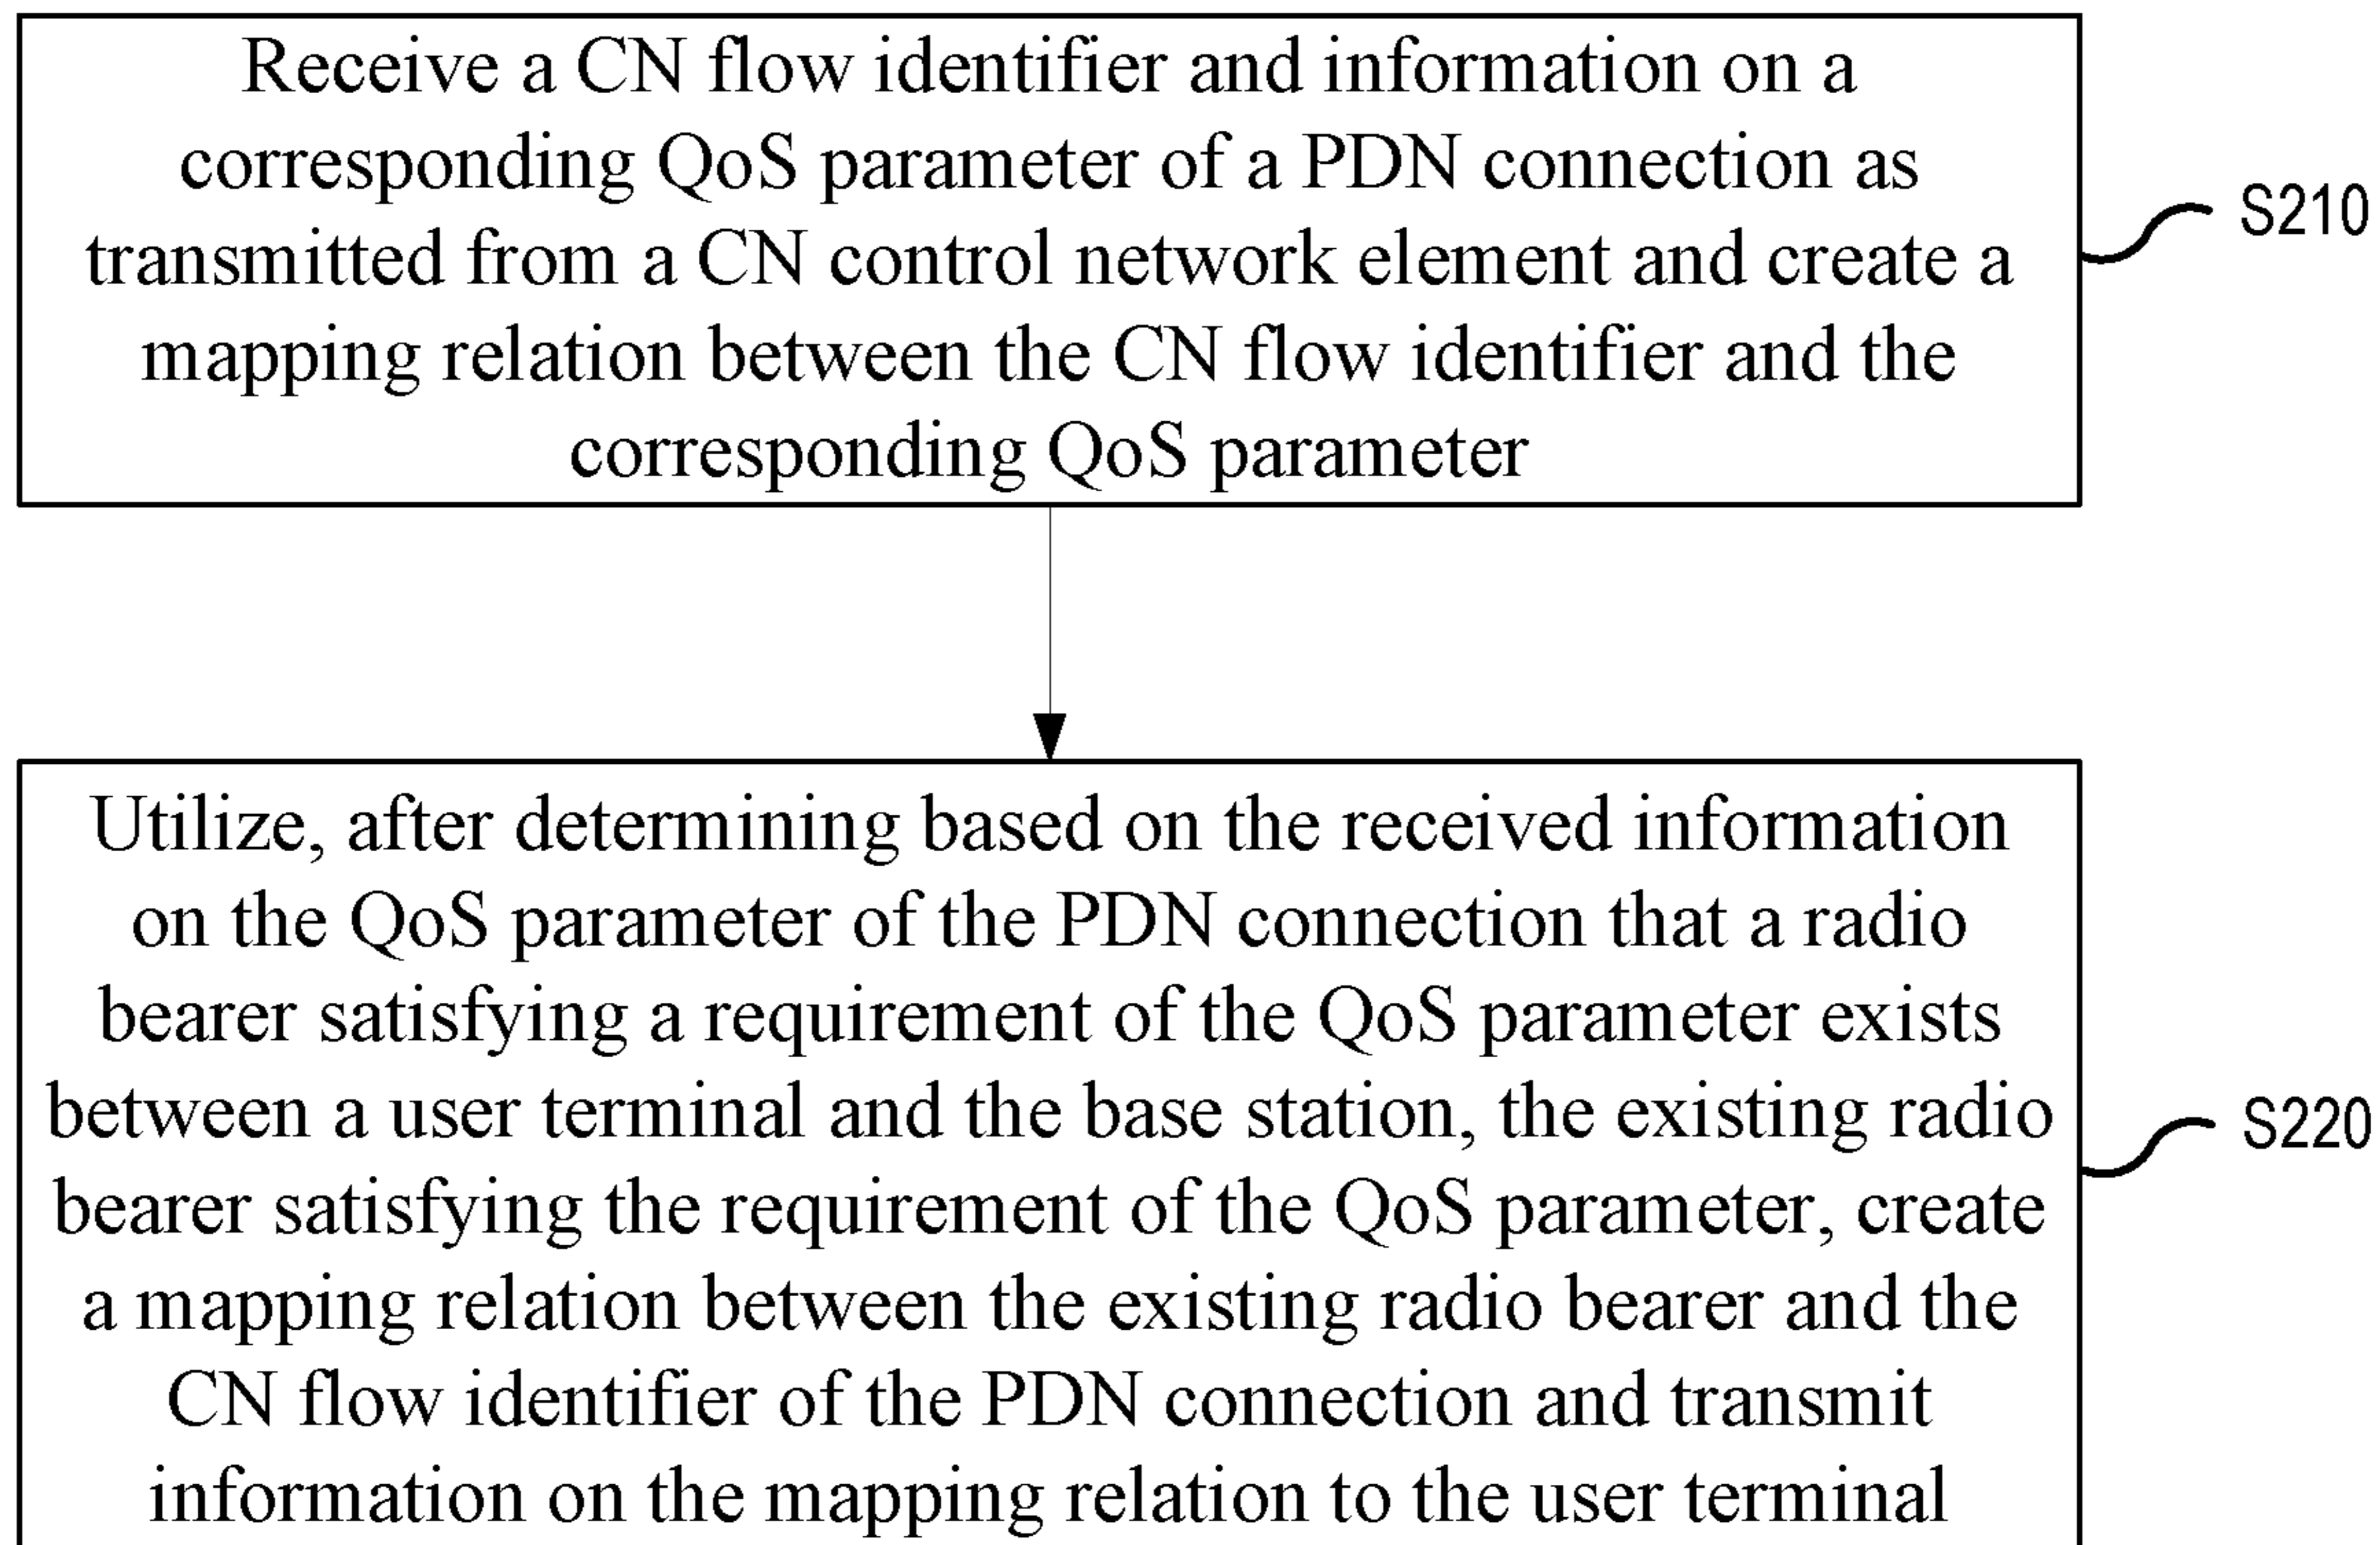 Receive a CN flow identifier and information on a
corresponding QoS parameter of a PDN connection as
transmitted from a CN control network element and create a
mapping relation between the CN flow identifier and the
corresponding QoS parameter
S210
Utilize, after determining based on the received information
on the QoS parameter of the PDN connection that a radio
bearer satisfying a requirement of the QoS parameter exists
between a user terminal and the base station, the existing radio
bearer satisfying the requirement of the QoS parameter, create
a mapping relation between the existing radio bearer and the
CN flow identifier of the PDN connection and transmit
information on the mapping relation to the user terminal
S220